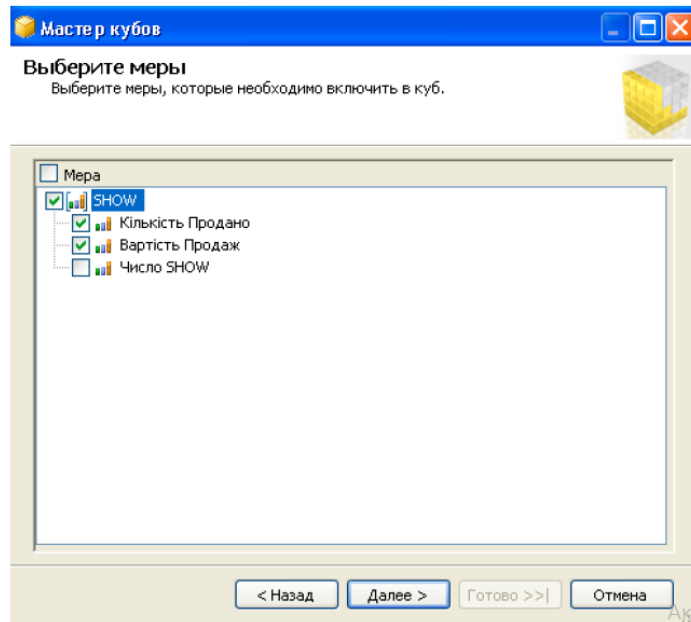 Мастер кубов
Выберите меры
Выберите меры, которые необходимо включить в куб.
Мера
SHOW
Кількість Продано
Вартість Продаж
Число SHOW
< Назад Далее > Готово >>| Отмена
Ак